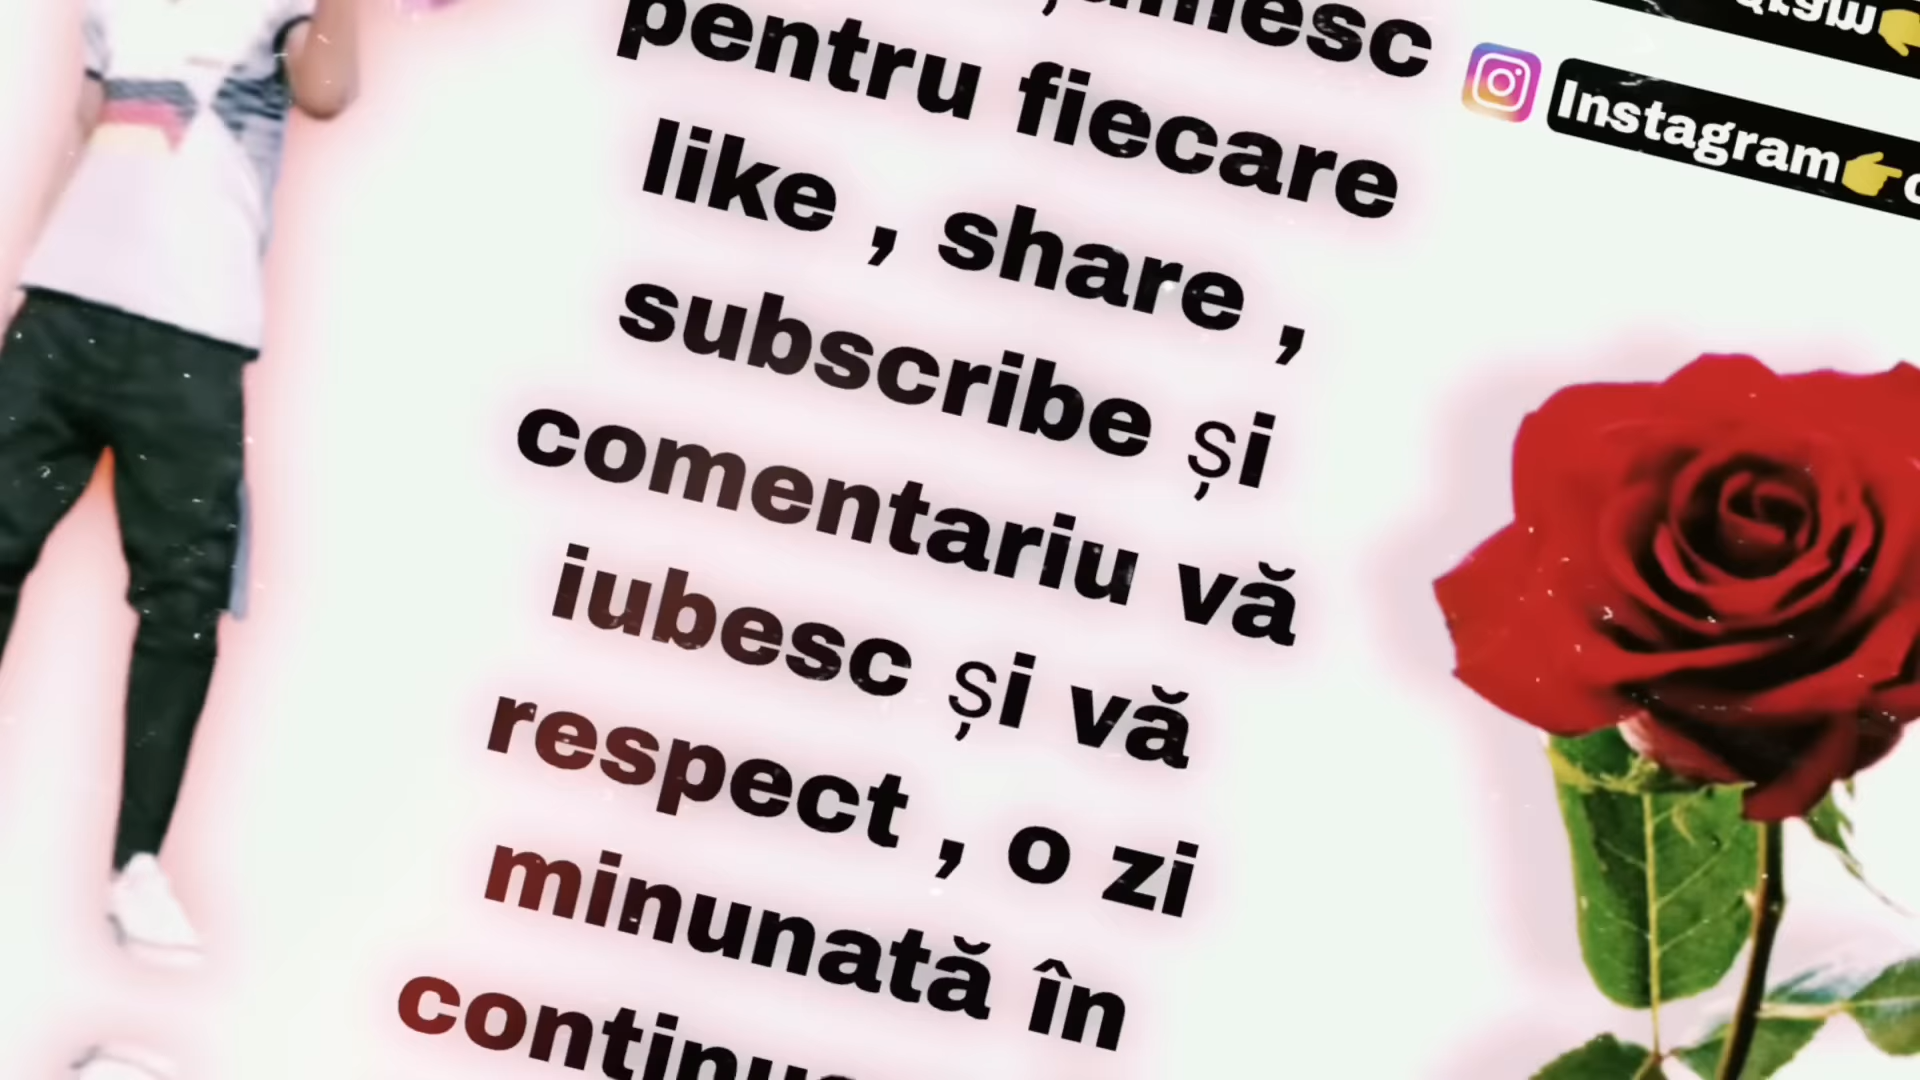 pentru fiecare
like , share ,
subscribe și
comentariu vă
iubesc și vă
respect , o zi
minunată în
Instagram👉